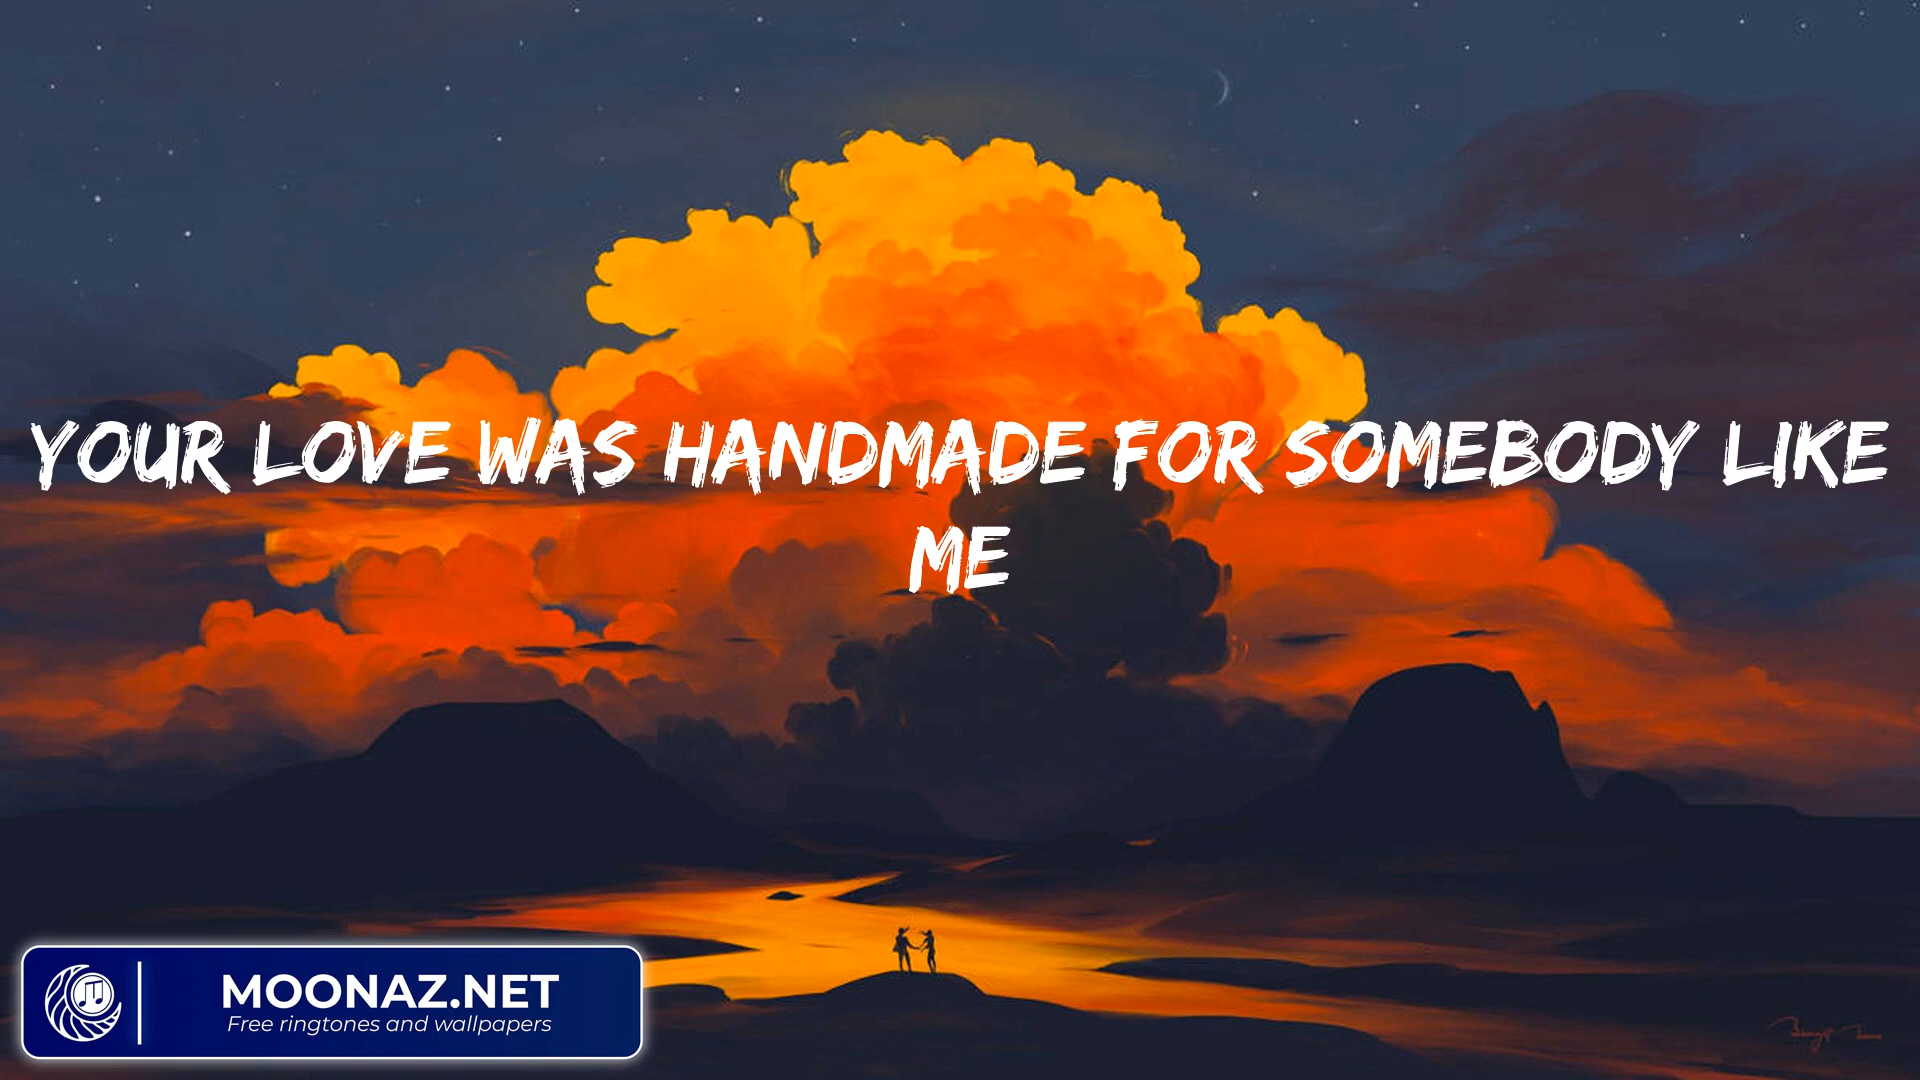 YOUR LOVE WAS HANDMADE FOR SOMEBODY LIKE
ME
MOONAZ.NET
Free ringtones and wallpapers